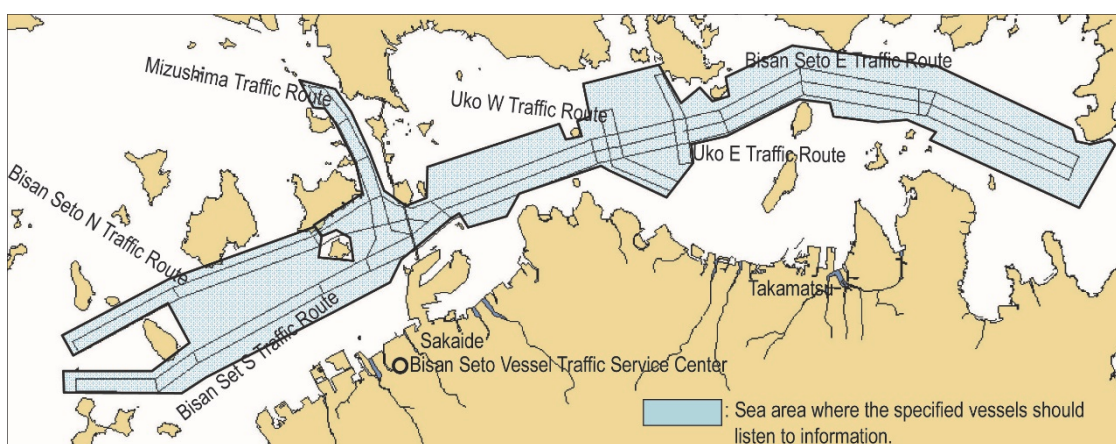 Bisan Seto E Traffic Route
Mizushima Traffic Route
Uko W Traffic Route
Uko E Traffic Route
Bisan Seto N Traffic Route
Takamatsu
Bisan Set S Traffic Route
Sakaide
Bisan Seto Vessel Traffic Service Center
: Sea area where the specified vessels should
listen to information.